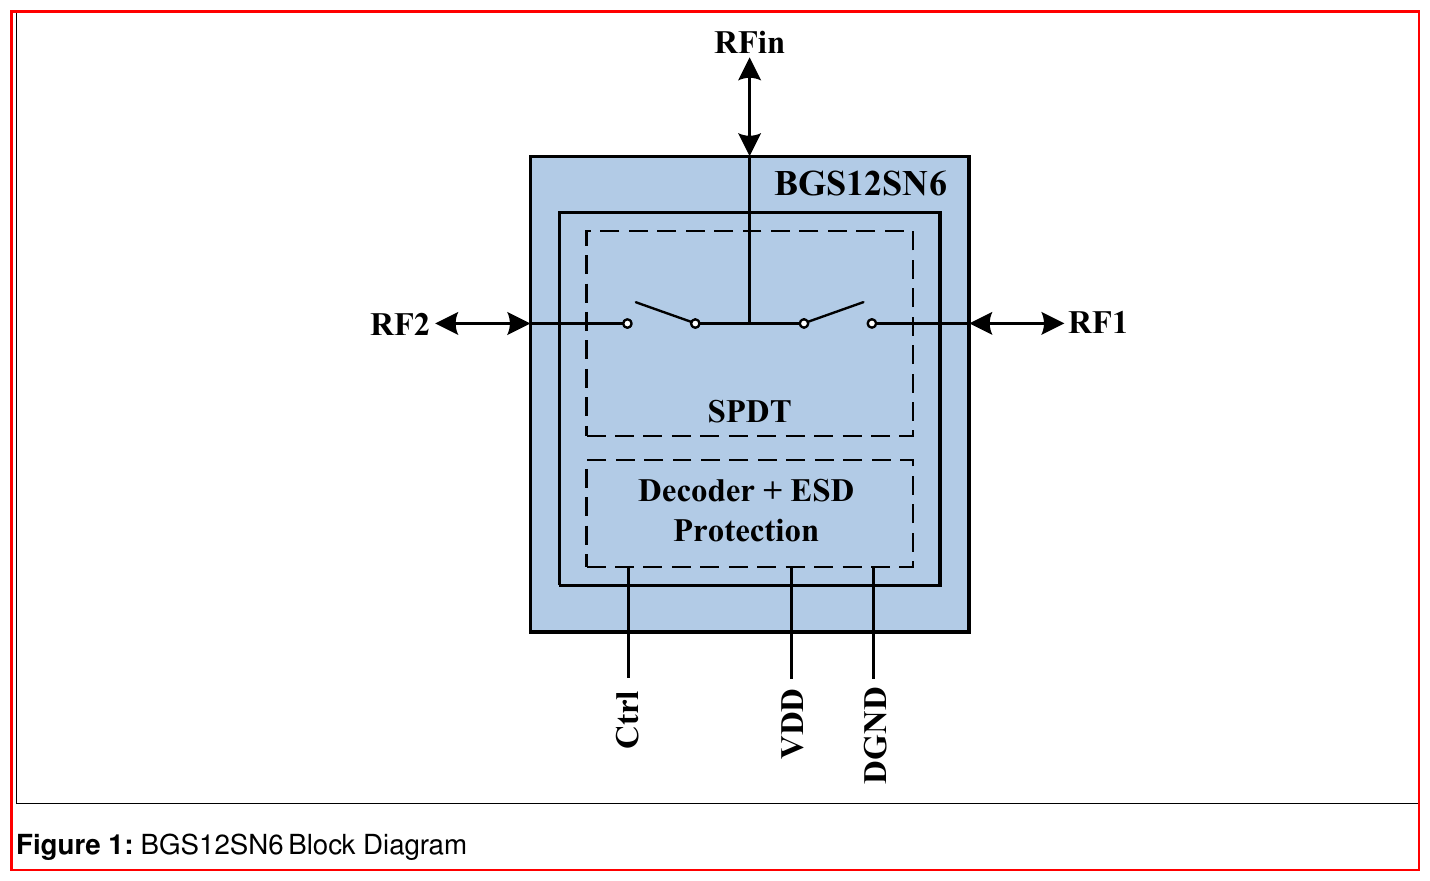 RFin
BGS12SN6
RF2
RF1
SPDT
Decoder + ESD
Protection
Ctrl
VDD
DGND
Figure 1: BGS12SN6 Block Diagram